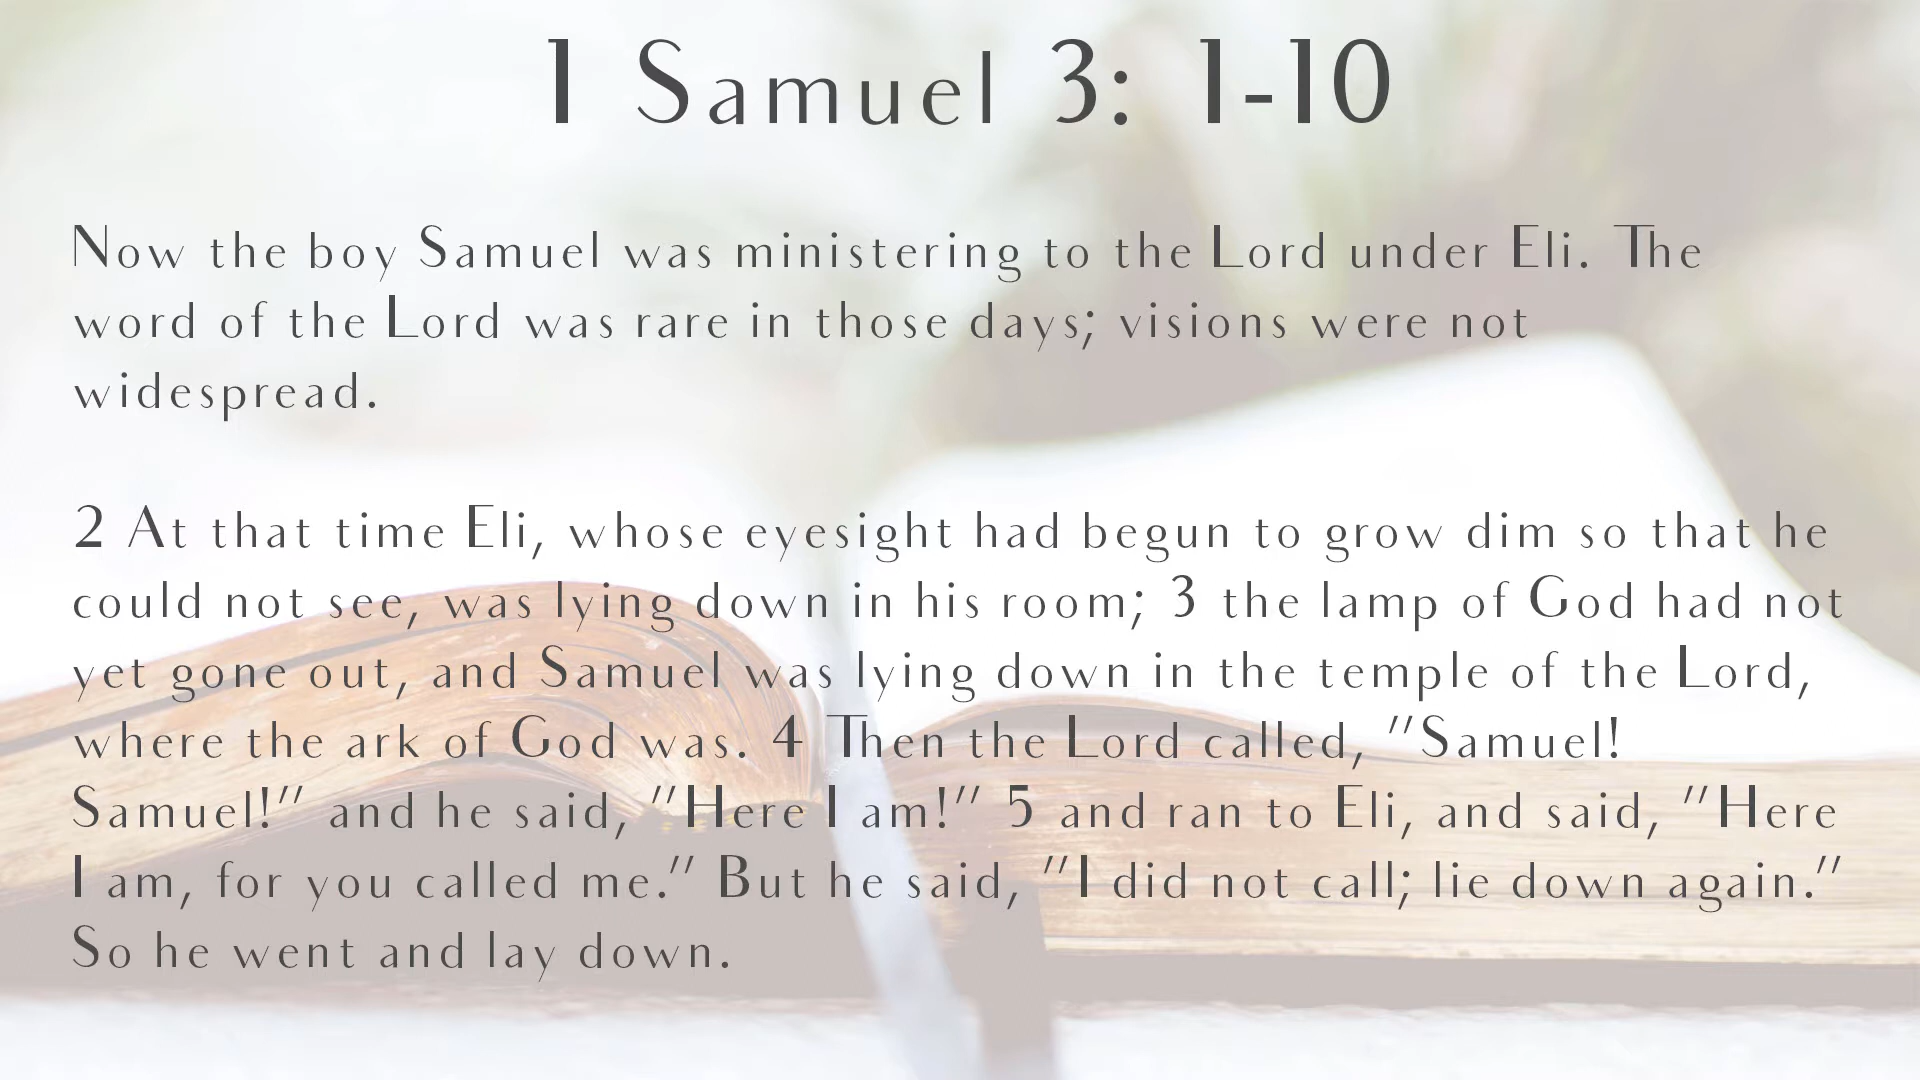 1 Samuel 3: 1-10
Now the boy Samuel was ministering to the Lord under Eli. The
word of the Lord was rare in those days; visions were not
widespread.
2 At that time Eli, whose eyesight had begun to grow dim so that he
could not see, was lying down in his room; 3 the lamp of God had not
yet gone out, and Samuel was lying down in the temple of the Lord,
where the ark of God was. 4 Then the Lord called, "Samuel!
Samuel!" and he said, "Here I am!" 5 and ran to Eli, and said, "Here
I am, for you called me." But he said, "I did not call; lie down again."
So he went and lay down.